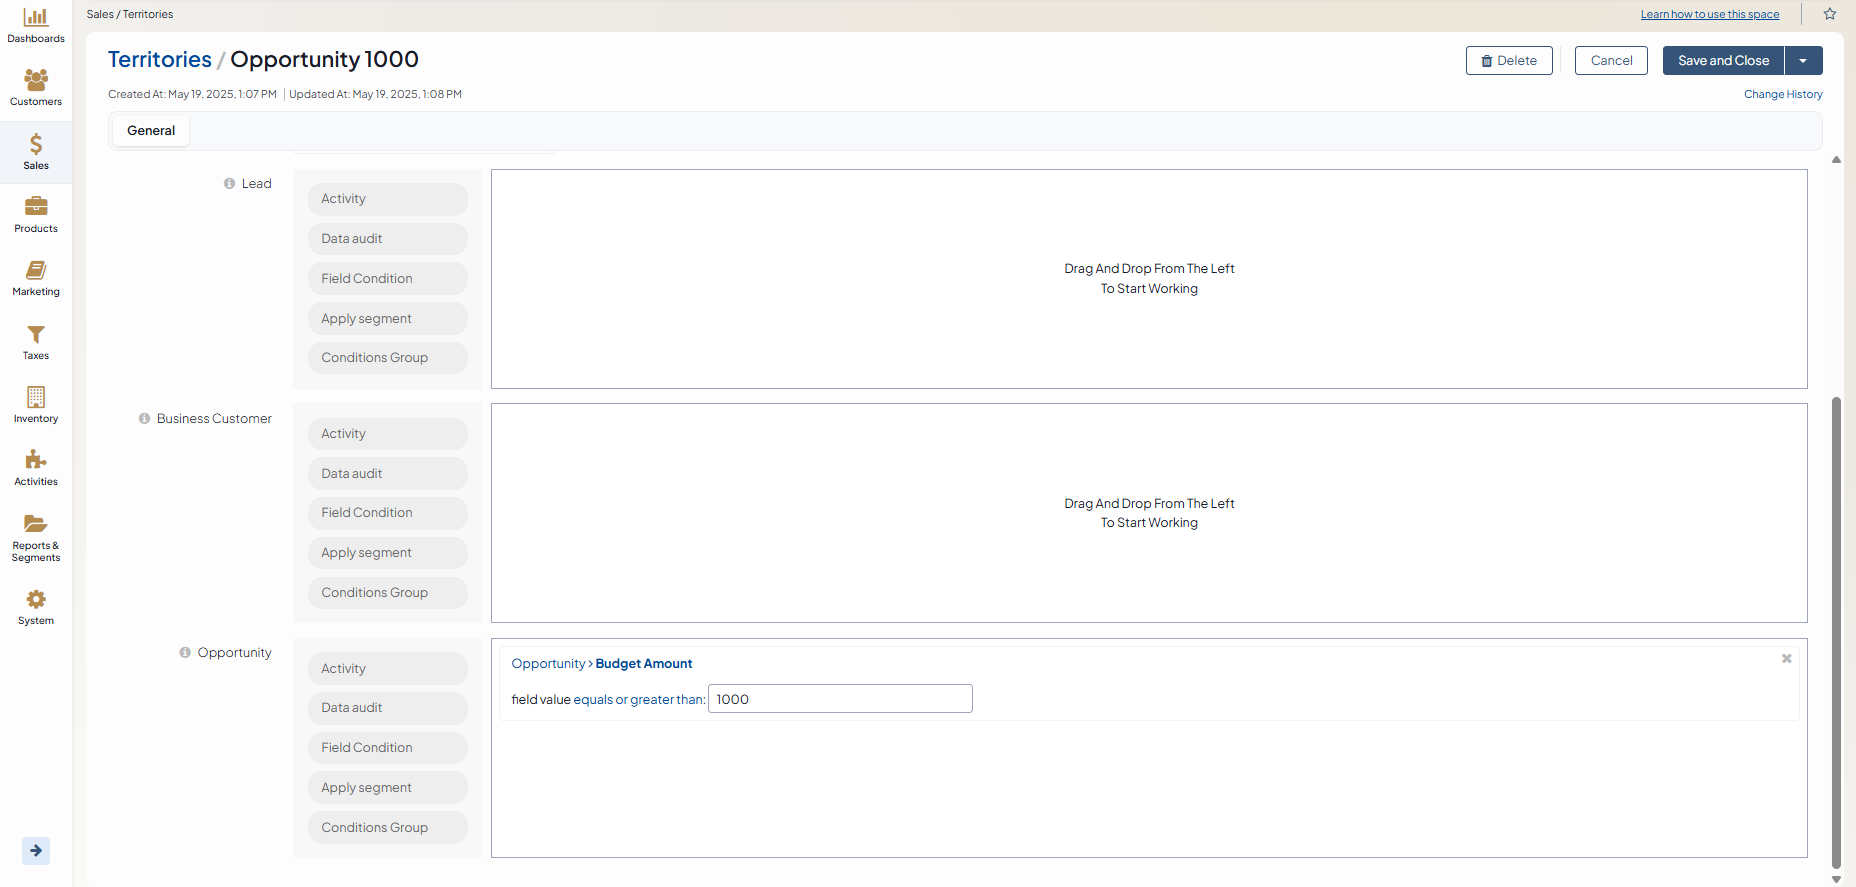 Dashboards
Customers
Sales
Products
Marketing
Taxes
Inventory
Activities
Reports &
Segments
System
Sales / Territories
Learn how to use this space
Territories / Opportunity 1000
Delete
Cancel
Save and Close
Created At: May 19, 2025, 1:07 PM
Updated At: May 19, 2025, 1:08 PM
Change History
General
Lead
Activity
Data audit
Field Condition
Apply segment
Conditions Group
Drag And Drop From The Left
To Start Working
Business Customer
Activity
Data audit
Field Condition
Apply segment
Conditions Group
Drag And Drop From The Left
To Start Working
Opportunity
Activity
Data audit
Field Condition
Apply segment
Conditions Group
Opportunity > Budget Amount
field value equals or greater than: 1000